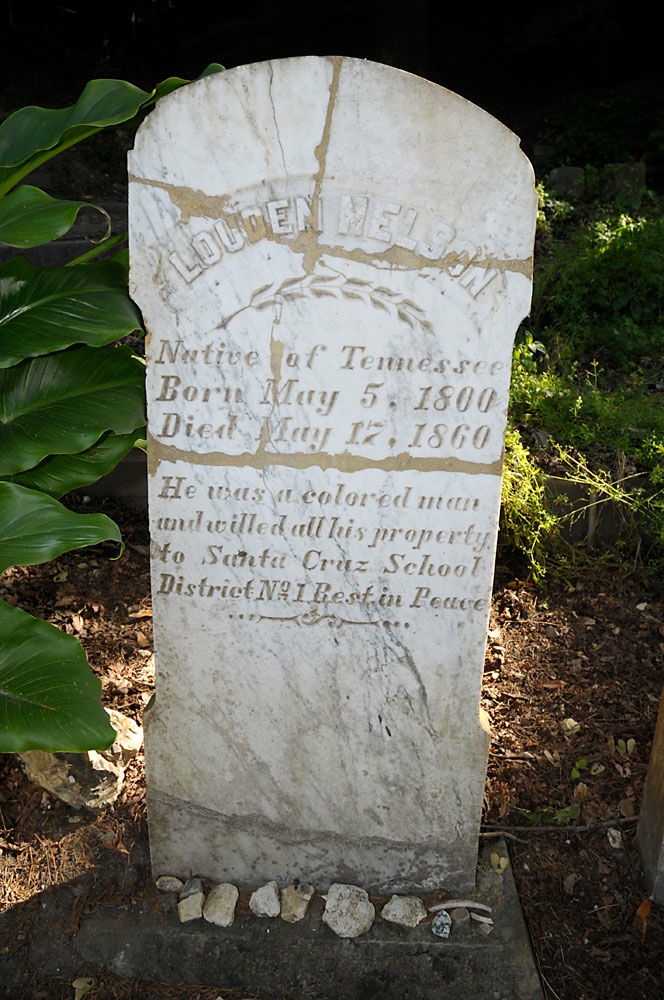 LOUDEN NELSON
Native of Tennessee
Born May 5, 1800
Died May 17, 1860
He was a colored man
and willed all his property
to Santa Cruz School
District No. 1 Rest in Peace